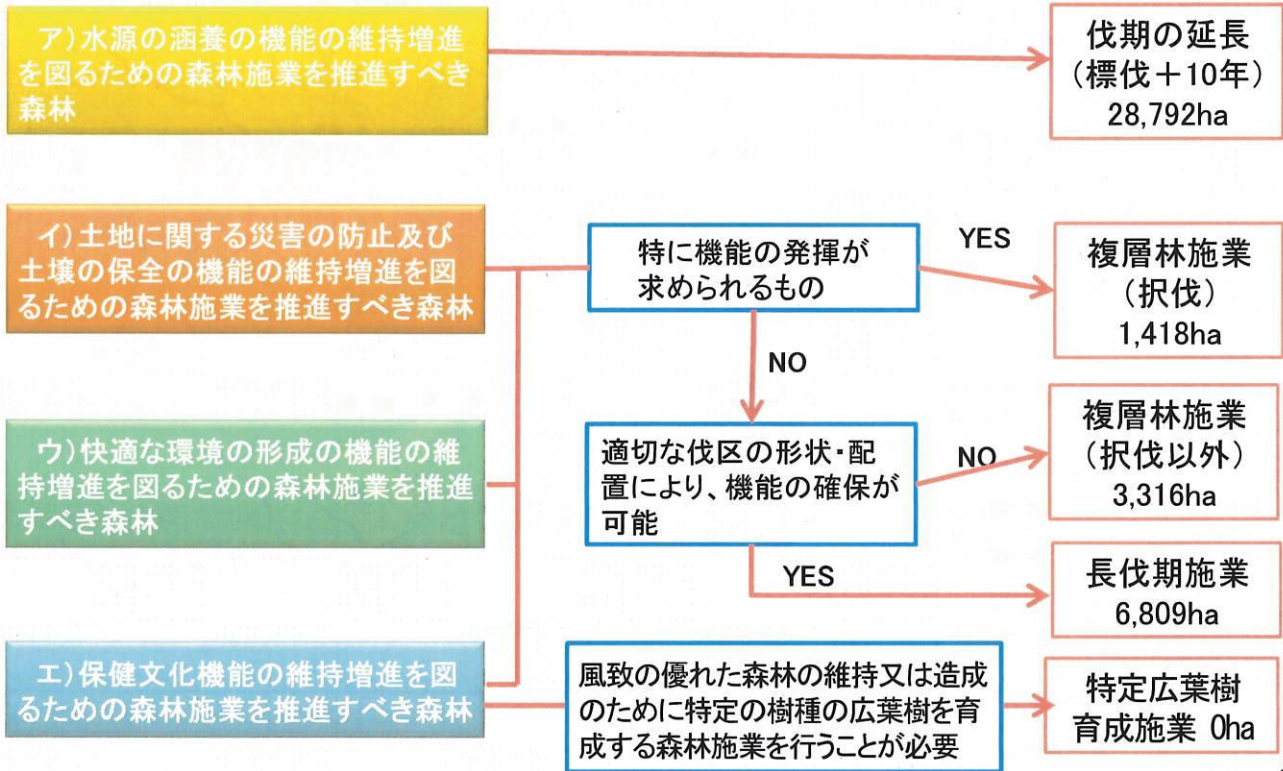 ア)水源の涵養の機能の維持増進
を図るための森林施業を推進すべき
森林
伐期の延長
(標伐+10年)
28,792ha
イ)土地に関する災害の防止及び
土壌の保全の機能の維持増進を図
るための森林施業を推進すべき森林
特に機能の発揮が
求められるもの
YES
複層林施業
(択伐)
1,418ha
NO
ウ)快適な環境の形成の機能の維
持増進を図るための森林施業を推進
すべき森林
適切な伐区の形状・配
置により、機能の確保が
可能
NO
複層林施業
(択伐以外)
3,316ha
YES
長伐期施業
6,809ha
エ)保健文化機能の維持増進を図
るための森林施業を推進すべき森林
風致の優れた森林の維持又は造成
のために特定の樹種の広葉樹を育
成する森林施業を行うことが必要
特定広葉樹
育成施業 0ha